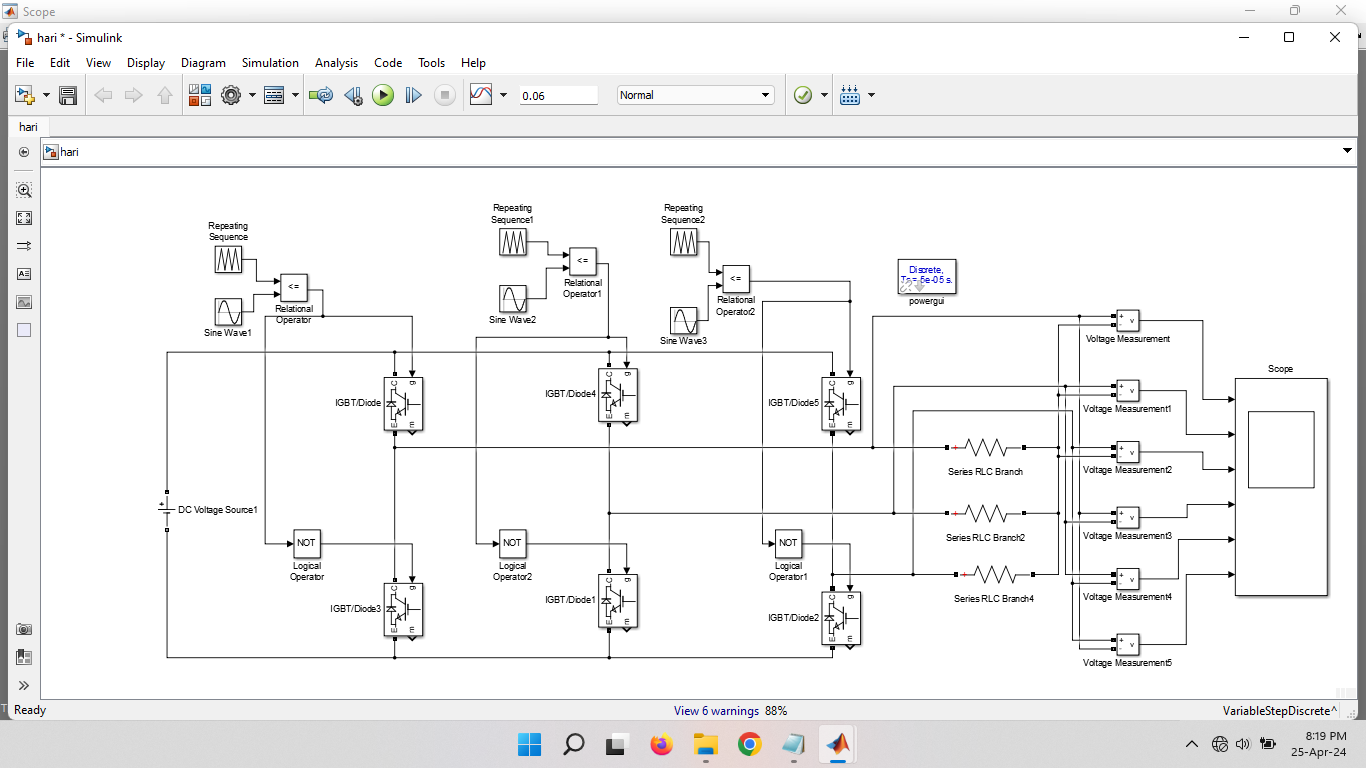 Scope
hari * - Simulink
File Edit View Display Diagram Simulation Analysis Code Tools Help
0.06
Normal
hari
hari
Repeating
Sequence
Sine Wave1
<=
Relational
Operator
Repeating
Sequence1
Sine Wave2
<=
Relational
Operator1
Repeating
Sequence2
Sine Wave3
<=
Relational
Operator2
Discrete,
powergui
IGBT/Diode
IGBT/Diode4
IGBT/Diode5
C
g
E
m
C
g
E
m
C
g
E
m
DC Voltage Source1
+
NOT
Logical
Operator
NOT
Logical
Operator2
NOT
Logical
Operator1
IGBT/Diode3
IGBT/Diode1
IGBT/Diode2
C
g
E
m
C
g
E
m
C
g
E
m
Series RLC Branch
Series RLC Branch2
Series RLC Branch4
+ - v
Voltage Measurement
+ - v
Voltage Measurement1
+ - v
Voltage Measurement2
+ - v
Voltage Measurement3
+ - v
Voltage Measurement4
+ - v
Voltage Measurement5
Scope
Ready
View 6 warnings 88%
VariableStepDiscrete^
8:19 PM
25-Apr-24